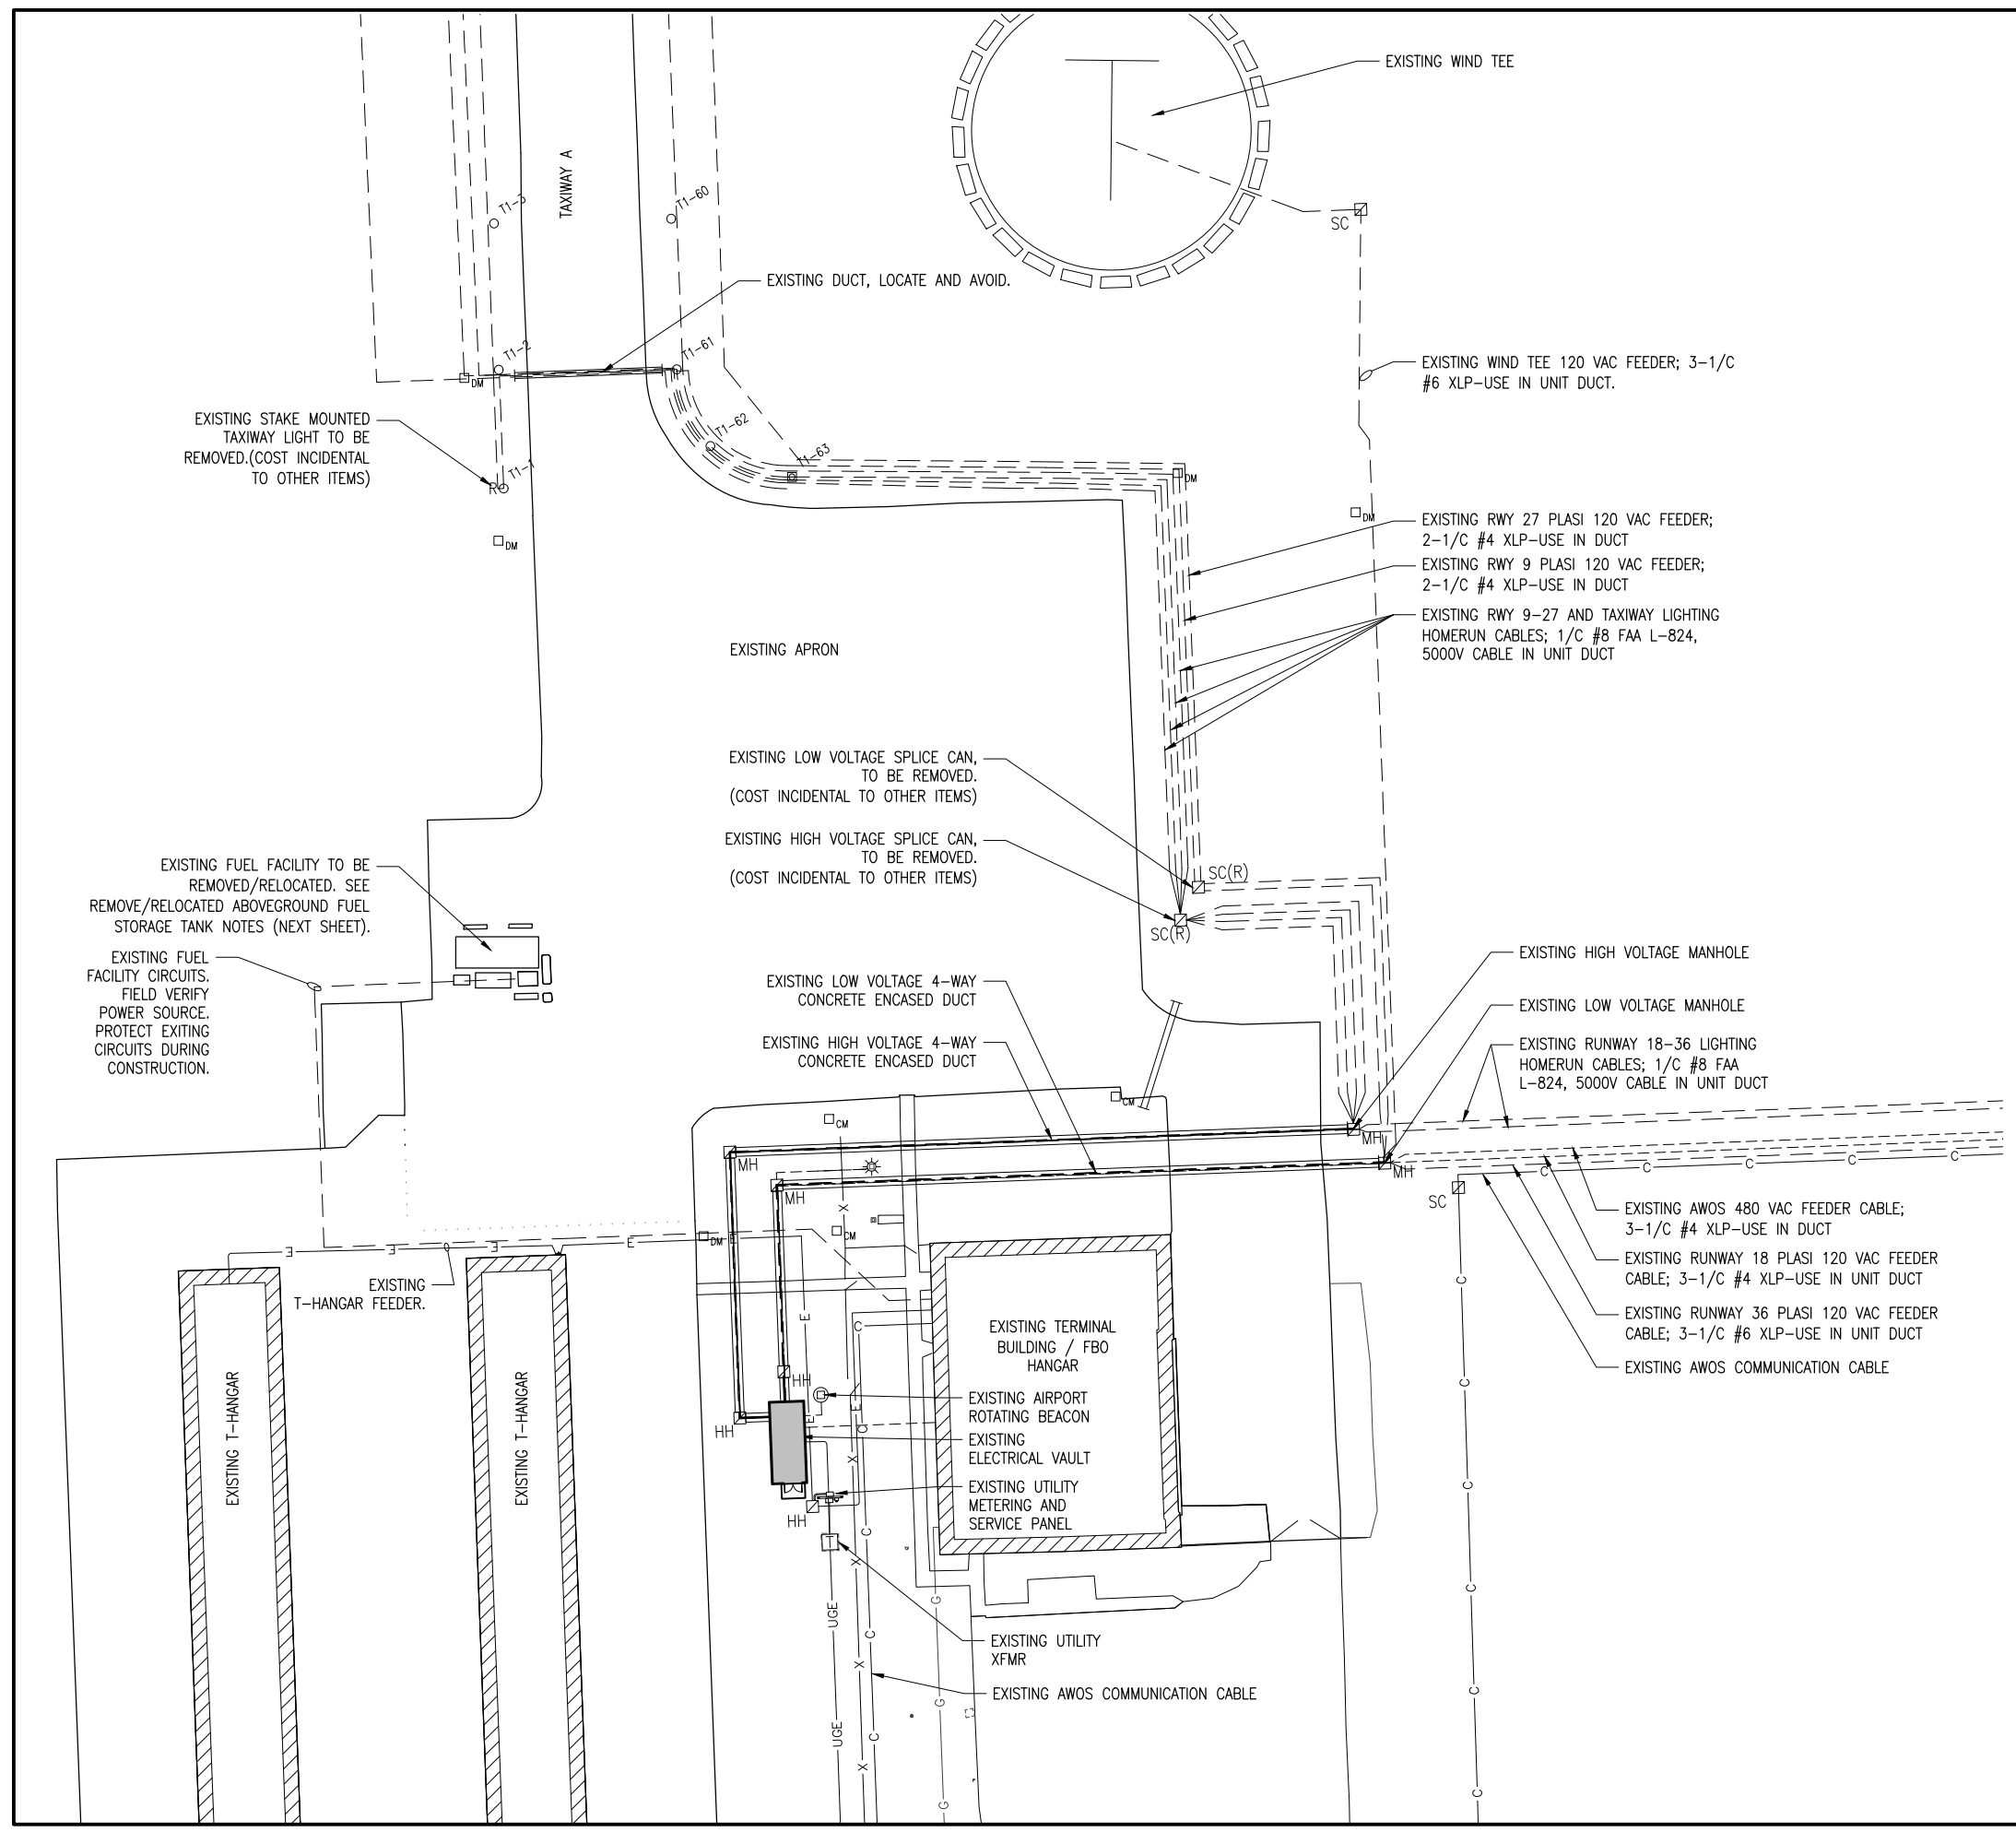 EXISTING WIND TEE
TAXIWAY A
T1-3
T1-60
SC
EXISTING DUCT, LOCATE AND AVOID.
T1-2
T1-61
DM
EXISTING WIND TEE 120 VAC FEEDER; 3-1/C
#6 XLP-USE IN UNIT DUCT.
EXISTING STAKE MOUNTED
TAXIWAY LIGHT TO BE
REMOVED.(COST INCIDENTAL
TO OTHER ITEMS)
T1-62
T1-63
R
T1-1
DM
DM
DM
EXISTING RWY 27 PLASI 120 VAC FEEDER;
2-1/C #4 XLP-USE IN DUCT
EXISTING RWY 9 PLASI 120 VAC FEEDER;
2-1/C #4 XLP-USE IN DUCT
EXISTING RWY 9-27 AND TAXIWAY LIGHTING
HOMERUN CABLES; 1/C #8 FAA L-824,
5000V CABLE IN UNIT DUCT
EXISTING APRON
EXISTING LOW VOLTAGE SPLICE CAN,
TO BE REMOVED.
(COST INCIDENTAL TO OTHER ITEMS)
EXISTING HIGH VOLTAGE SPLICE CAN,
TO BE REMOVED.
(COST INCIDENTAL TO OTHER ITEMS)
SC(R)
SC(R)
EXISTING FUEL FACILITY TO BE
REMOVED/RELOCATED. SEE
REMOVE/RELOCATED ABOVEGROUND FUEL
STORAGE TANK NOTES (NEXT SHEET).
EXISTING FUEL
FACILITY CIRCUITS.
FIELD VERIFY
POWER SOURCE.
PROTECT EXITING
CIRCUITS DURING
CONSTRUCTION.
EXISTING LOW VOLTAGE 4-WAY
CONCRETE ENCASED DUCT
EXISTING HIGH VOLTAGE 4-WAY
CONCRETE ENCASED DUCT
EXISTING HIGH VOLTAGE MANHOLE
EXISTING LOW VOLTAGE MANHOLE
EXISTING RUNWAY 18-36 LIGHTING
HOMERUN CABLES; 1/C #8 FAA
L-824, 5000V CABLE IN UNIT DUCT
CM
CM
MH
MH
MH
MH
SC
C C C C C
EXISTING AWOS 480 VAC FEEDER CABLE;
3-1/C #4 XLP-USE IN DUCT
EXISTING RUNWAY 18 PLASI 120 VAC FEEDER
CABLE; 3-1/C #4 XLP-USE IN UNIT DUCT
EXISTING RUNWAY 36 PLASI 120 VAC FEEDER
CABLE; 3-1/C #6 XLP-USE IN UNIT DUCT
EXISTING AWOS COMMUNICATION CABLE
X
DM
CM
E E E E E
EXISTING
T-HANGAR FEEDER.
E
C
EXISTING TERMINAL
BUILDING / FBO
HANGAR
EXISTING T-HANGAR
EXISTING T-HANGAR
HH
HH
E
E
C
X
EXISTING AIRPORT
ROTATING BEACON
EXISTING
ELECTRICAL VAULT
EXISTING UTILITY
METERING AND
SERVICE PANEL
HH
T
C
X
UGE
G
C
X
EXISTING UTILITY
XFMR
EXISTING AWOS COMMUNICATION CABLE
UGE
G
C
X
G
C
C
C
C
C
C